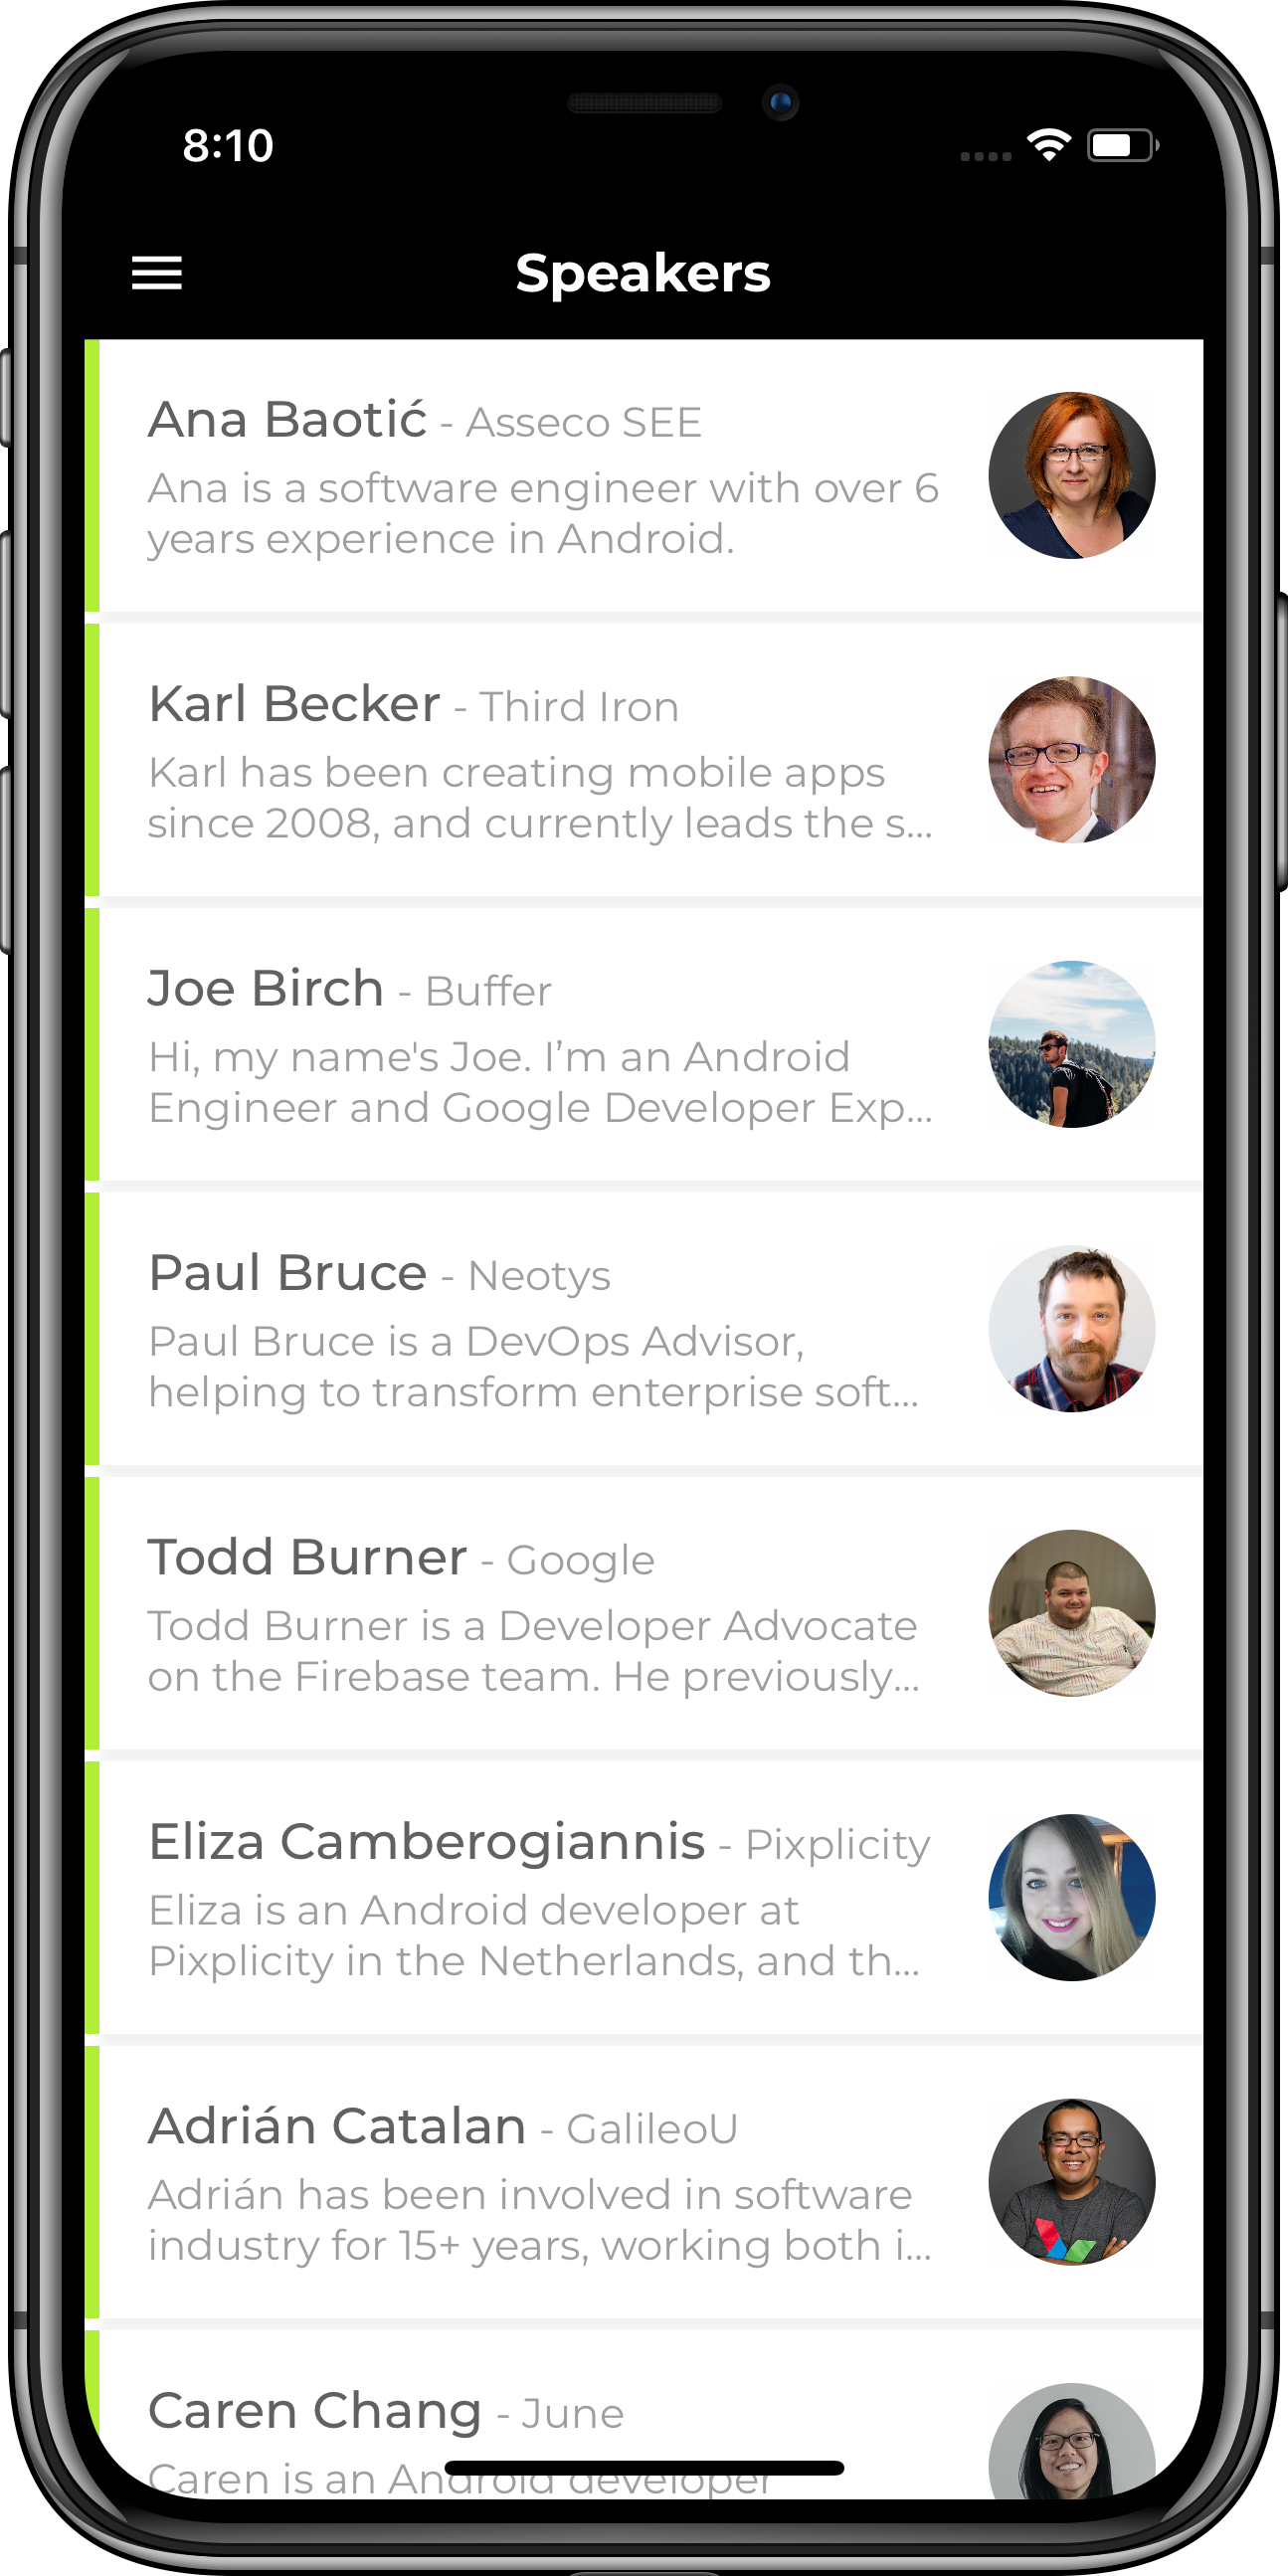 8:10
Speakers
Ana Baotić - Asseco SEE
Ana is a software engineer with over 6
years experience in Android.
Karl Becker - Third Iron
Karl has been creating mobile apps
since 2008, and currently leads the s...
Joe Birch - Buffer
Hi, my name's Joe. I’m an Android
Engineer and Google Developer Exp...
Paul Bruce - Neotys
Paul Bruce is a DevOps Advisor,
helping to transform enterprise soft...
Todd Burner - Google
Todd Burner is a Developer Advocate
on the Firebase team. He previously...
Eliza Camberogiannis - Pixplicity
Eliza is an Android developer at
Pixplicity in the Netherlands, and th...
Adrián Catalan - GalileoU
Adrián has been involved in software
industry for 15+ years, working both i...
Caren Chang - June
Caren is an Android developer